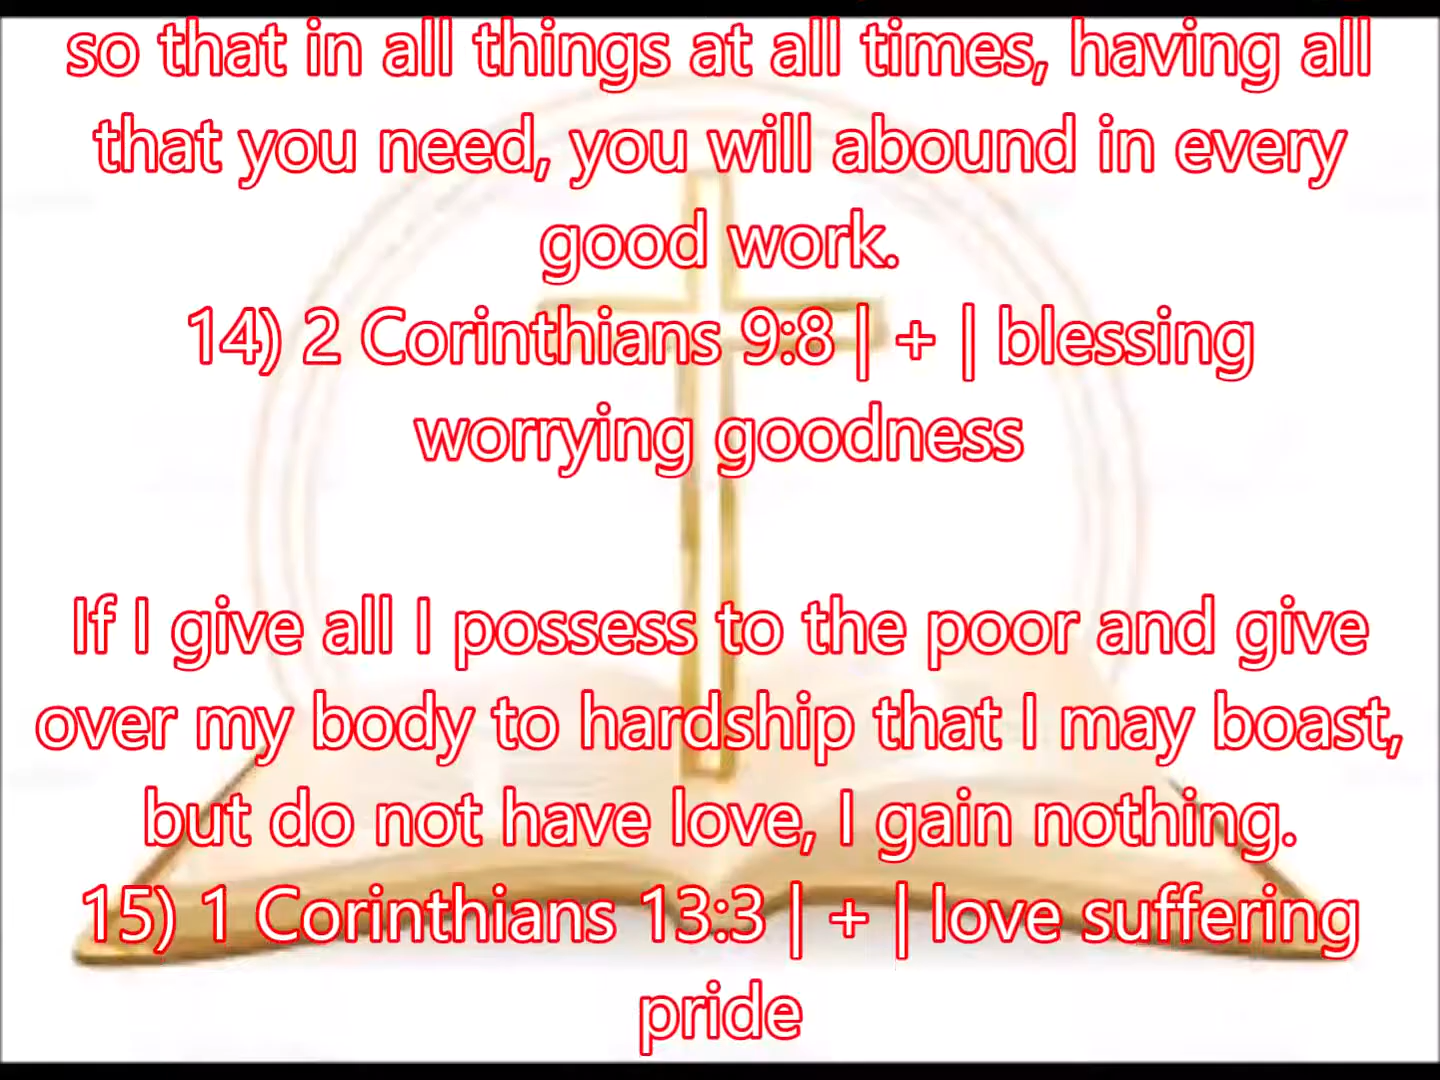 so that in all things at all times, having all
that you need, you will abound in every
good work.
14) 2 Corinthians 9:8 | + | blessing
worrying goodness
If I give all I possess to the poor and give
over my body to hardship that I may boast,
but do not have love, I gain nothing.
15) 1 Corinthians 13:3 | + | love suffering
pride